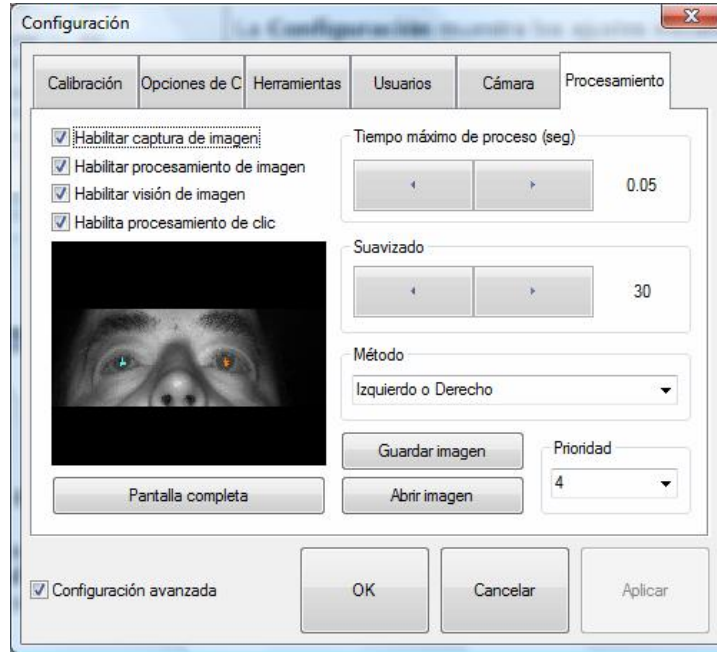 Configuración
Calibración
Opciones de C
Herramientas
Usuarios
Cámara
Procesamiento
Habilitar captura de imagen
Habilitar procesamiento de imagen
Habilitar visión de imagen
Habilita procesamiento de clic
Tiempo máximo de proceso (seg)
0.05
Suavizado
30
Método
Izquierdo o Derecho
Guardar imagen
Abrir imagen
Prioridad
4
Pantalla completa
Configuración avanzada
OK
Cancelar
Aplicar